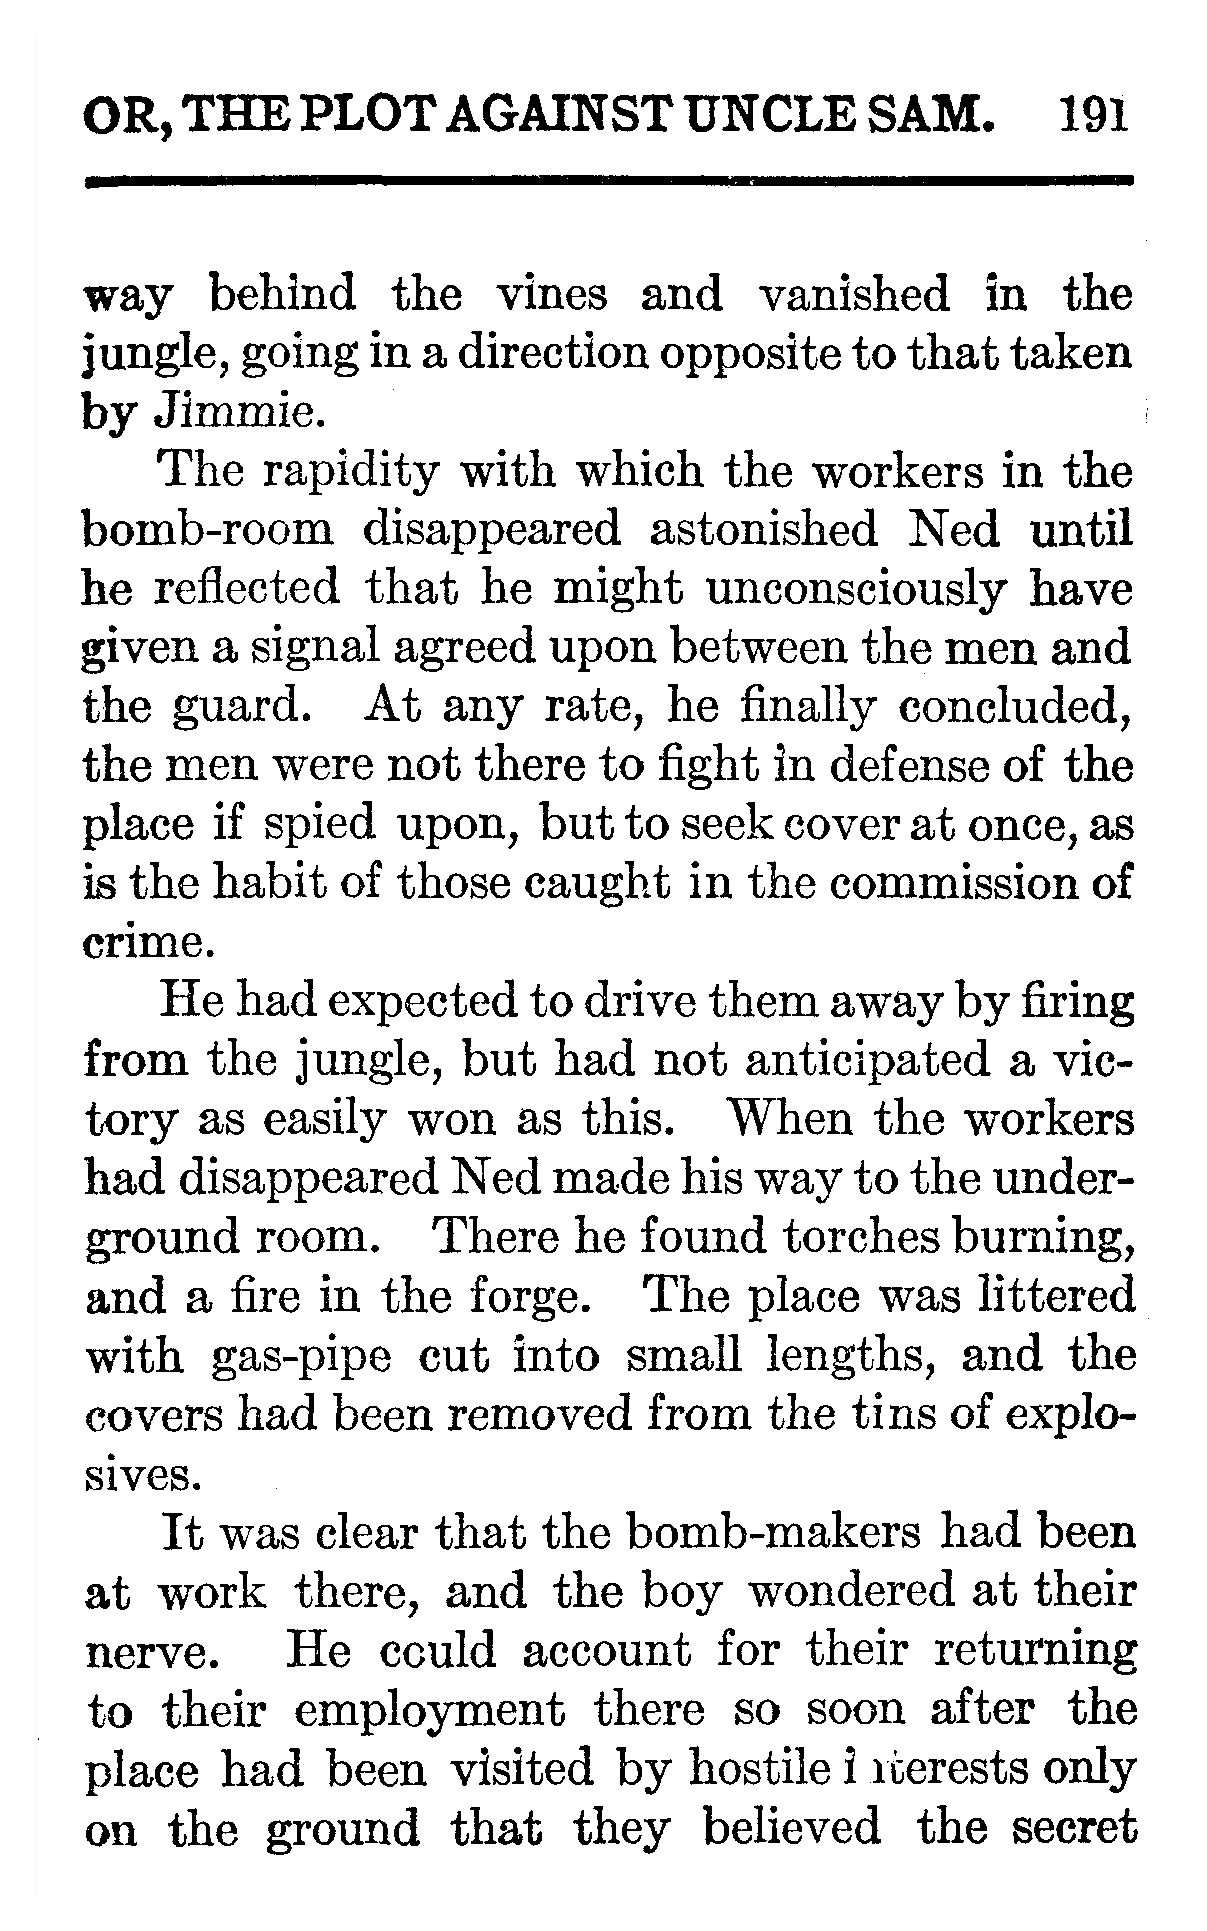 OR, THE PLOT AGAINST UNCLE SAM. 191
way behind the vines and vanished in the
jungle, going in a direction opposite to that taken
by Jimmie.
The rapidity with which the workers in the
bomb-room disappeared astonished Ned until
he reflected that he might unconsciously have
given a signal agreed upon between the men and
the guard. At any rate, he finally concluded,
the men were not there to fight in defense of the
place if spied upon, but to seek cover at once, as
is the habit of those caught in the commission of
crime.
He had expected to drive them away by firing
from the jungle, but had not anticipated a vic-
tory as easily won as this. When the workers
had disappeared Ned made his way to the under-
ground room. There he found torches burning,
and a fire in the forge. The place was littered
with gas-pipe cut into small lengths, and the
covers had been removed from the tins of explo-
sives.
It was clear that the bomb-makers had been
at work there, and the boy wondered at their
nerve. He could account for their returning
to their employment there so soon after the
place had been visited by hostile interests only
on the ground that they believed the secret